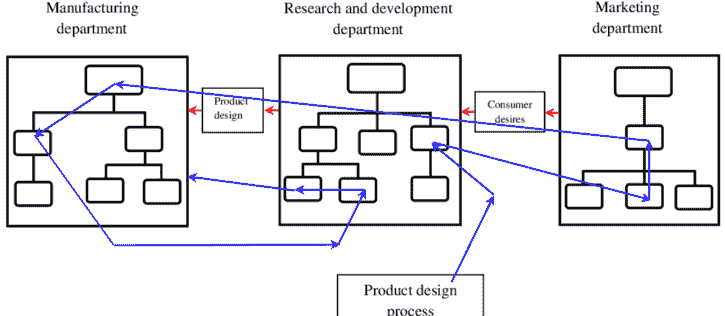 Manufacturing
department
Research and development
department
Marketing
department
Product
design
Consumer
desires
Product design
process